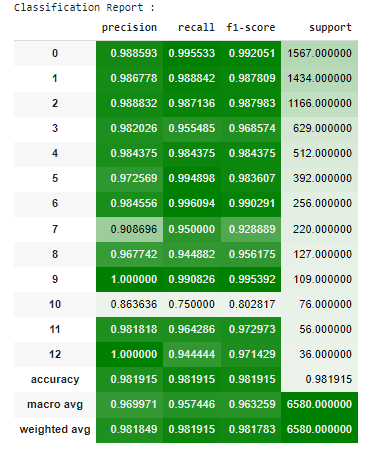 Classification Report :
precision recall f1-score support
0 0.988593 0.995533 0.992051 1567.000000
1 0.986778 0.988842 0.987809 1434.000000
2 0.988832 0.987136 0.987983 1166.000000
3 0.982026 0.955485 0.968574 629.000000
4 0.984375 0.984375 0.984375 512.000000
5 0.972569 0.994898 0.983607 392.000000
6 0.984556 0.996094 0.990291 256.000000
7 0.908696 0.950000 0.928889 220.000000
8 0.967742 0.944882 0.956175 127.000000
9 1.000000 0.990826 0.995392 109.000000
10 0.863636 0.750000 0.802817 76.000000
11 0.981818 0.964286 0.972973 56.000000
12 1.000000 0.944444 0.971429 36.000000
accuracy 0.981915 0.981915 0.981915 0.981915
macro avg 0.969971 0.957446 0.963259 6580.000000
weighted avg 0.981849 0.981915 0.981783 6580.000000